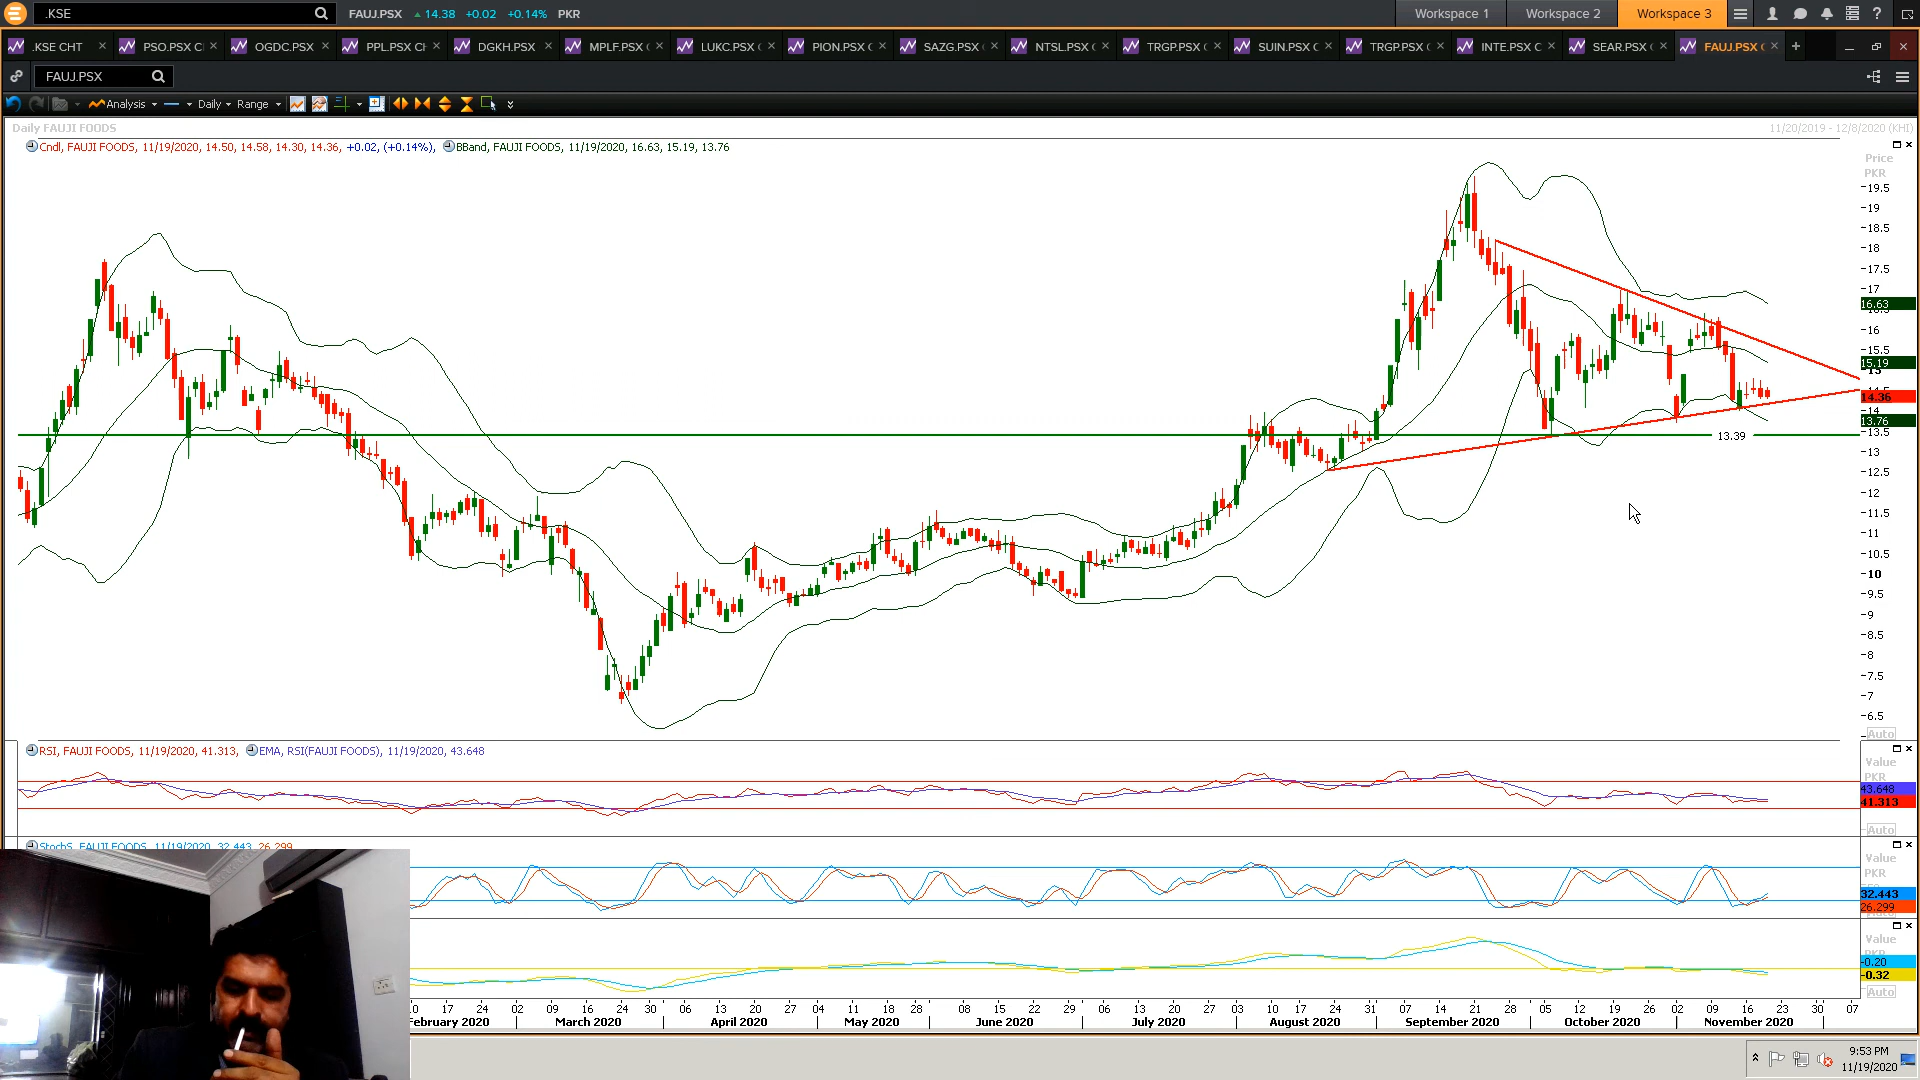 .KSE FAUJ.PSX 14.38 +0.02 +0.14% PKR Workspace 1 Workspace 2 Workspace 3 ?
.KSE CHT PSO.PSX C OGDC.PSX PPL.PSX CH DGKH.PSX MPLF.PSX LUKC.PSX PION.PSX C SAZG.PSX NTSL.PSX C TRGP.PSX SUIN.PSX C TRGP.PSX INTE.PSX C SEAR.PSX FAUJ.PSX
FAUJ.PSX
Analysis Daily Range
Daily FAUJI FOODS 11/20/2019 - 12/8/2020 (KHI)
Cndl, FAUJI FOODS, 11/19/2020, 14.50, 14.58, 14.30, 14.36, +0.02, (+0.14%), BBand, FAUJI FOODS, 11/19/2020, 16.63, 15.19, 13.76
Price
PKR
19.5
19
18.5
18
17.5
17
16.63
16
15.5
15.19
14.36
14
13.76
13.5
13.39
13
12.5
12
11.5
11
10.5
10
9.5
9
8.5
8
7.5
7
6.5
Auto
RSI, FAUJI FOODS, 11/19/2020, 41.313, EMA, RSI(FAUJI FOODS), 11/19/2020, 43.648
Value
PKR
43.648
41.313
Auto
StochS, FAUJI FOODS, 11/19/2020, 32.443, 26.299
Value
PKR
32.443
26.299
Value
PKR
-0.20
-0.32
Auto
17 24 02 09 16 24 30 06 13 20 27 04 11 18 22 01 08 15 22 29 06 13 20 27 03 10 17 24 31 07 14 21 28 05 12 19 26 02 09 16 23 30 07
March 2020 April 2020 May 2020 June 2020 July 2020 August 2020 September 2020 October 2020 November 2020
9:53 PM
11/19/2020